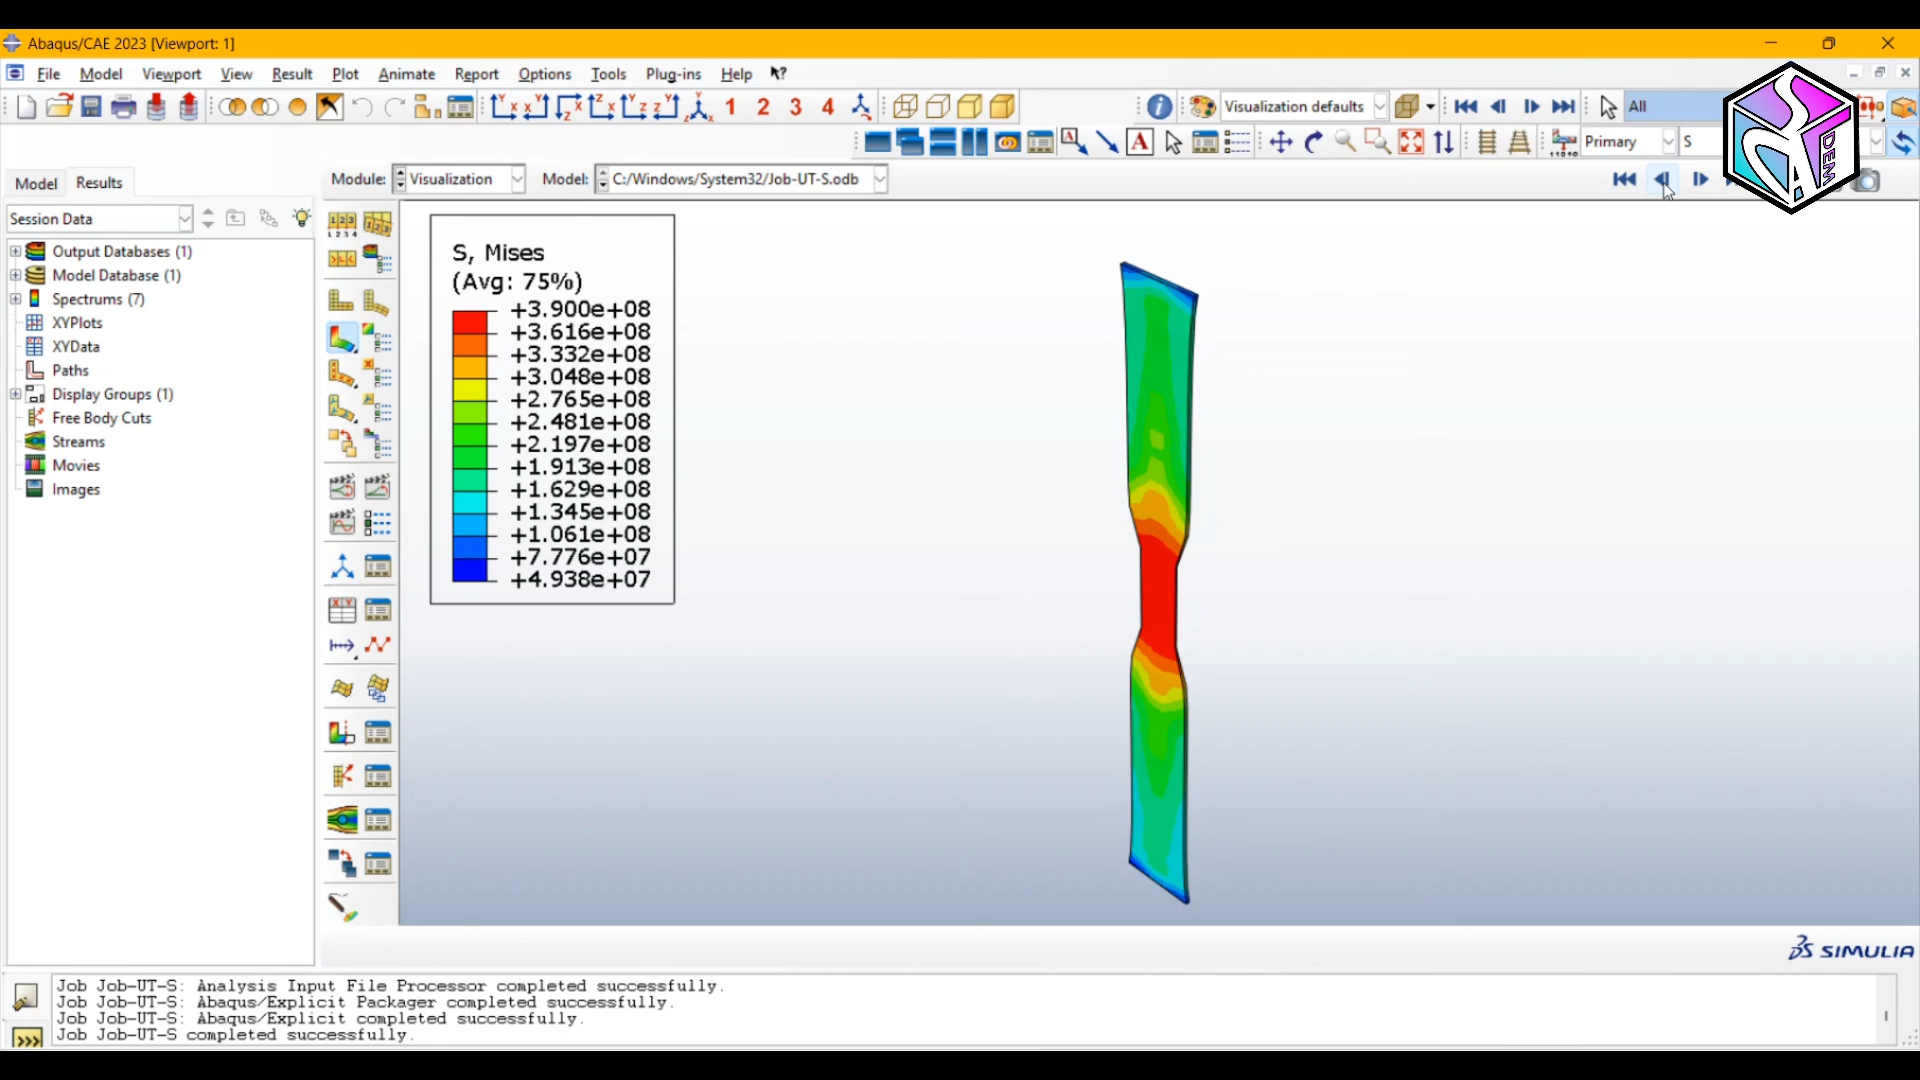 Abaqus/CAE 2023 [Viewport: 1]
File Model Viewport View Result Plot Animate Report Options Tools Plug-ins Help
1 2 3 4
Visualization defaults
All
A
A
Primary
S
SCA
DEM
Model Results
Module: Visualization Model: C:/Windows/System32/Job-UT-S.odb
Session Data
Output Databases (1)
Model Database (1)
Spectrums (7)
XYPlots
XYData
Paths
Display Groups (1)
Free Body Cuts
Streams
Movies
Images
S, Mises
(Avg: 75%)
+3.900e+08
+3.616e+08
+3.332e+08
+3.048e+08
+2.765e+08
+2.481e+08
+2.197e+08
+1.913e+08
+1.629e+08
+1.345e+08
+1.061e+08
+7.776e+07
+4.938e+07
SIMULIA
Job Job-UT-S: Analysis Input File Processor completed successfully.
Job Job-UT-S: Abaqus/Explicit Packager completed successfully.
Job Job-UT-S: Abaqus/Explicit completed successfully.
Job Job-UT-S completed successfully.
>>>